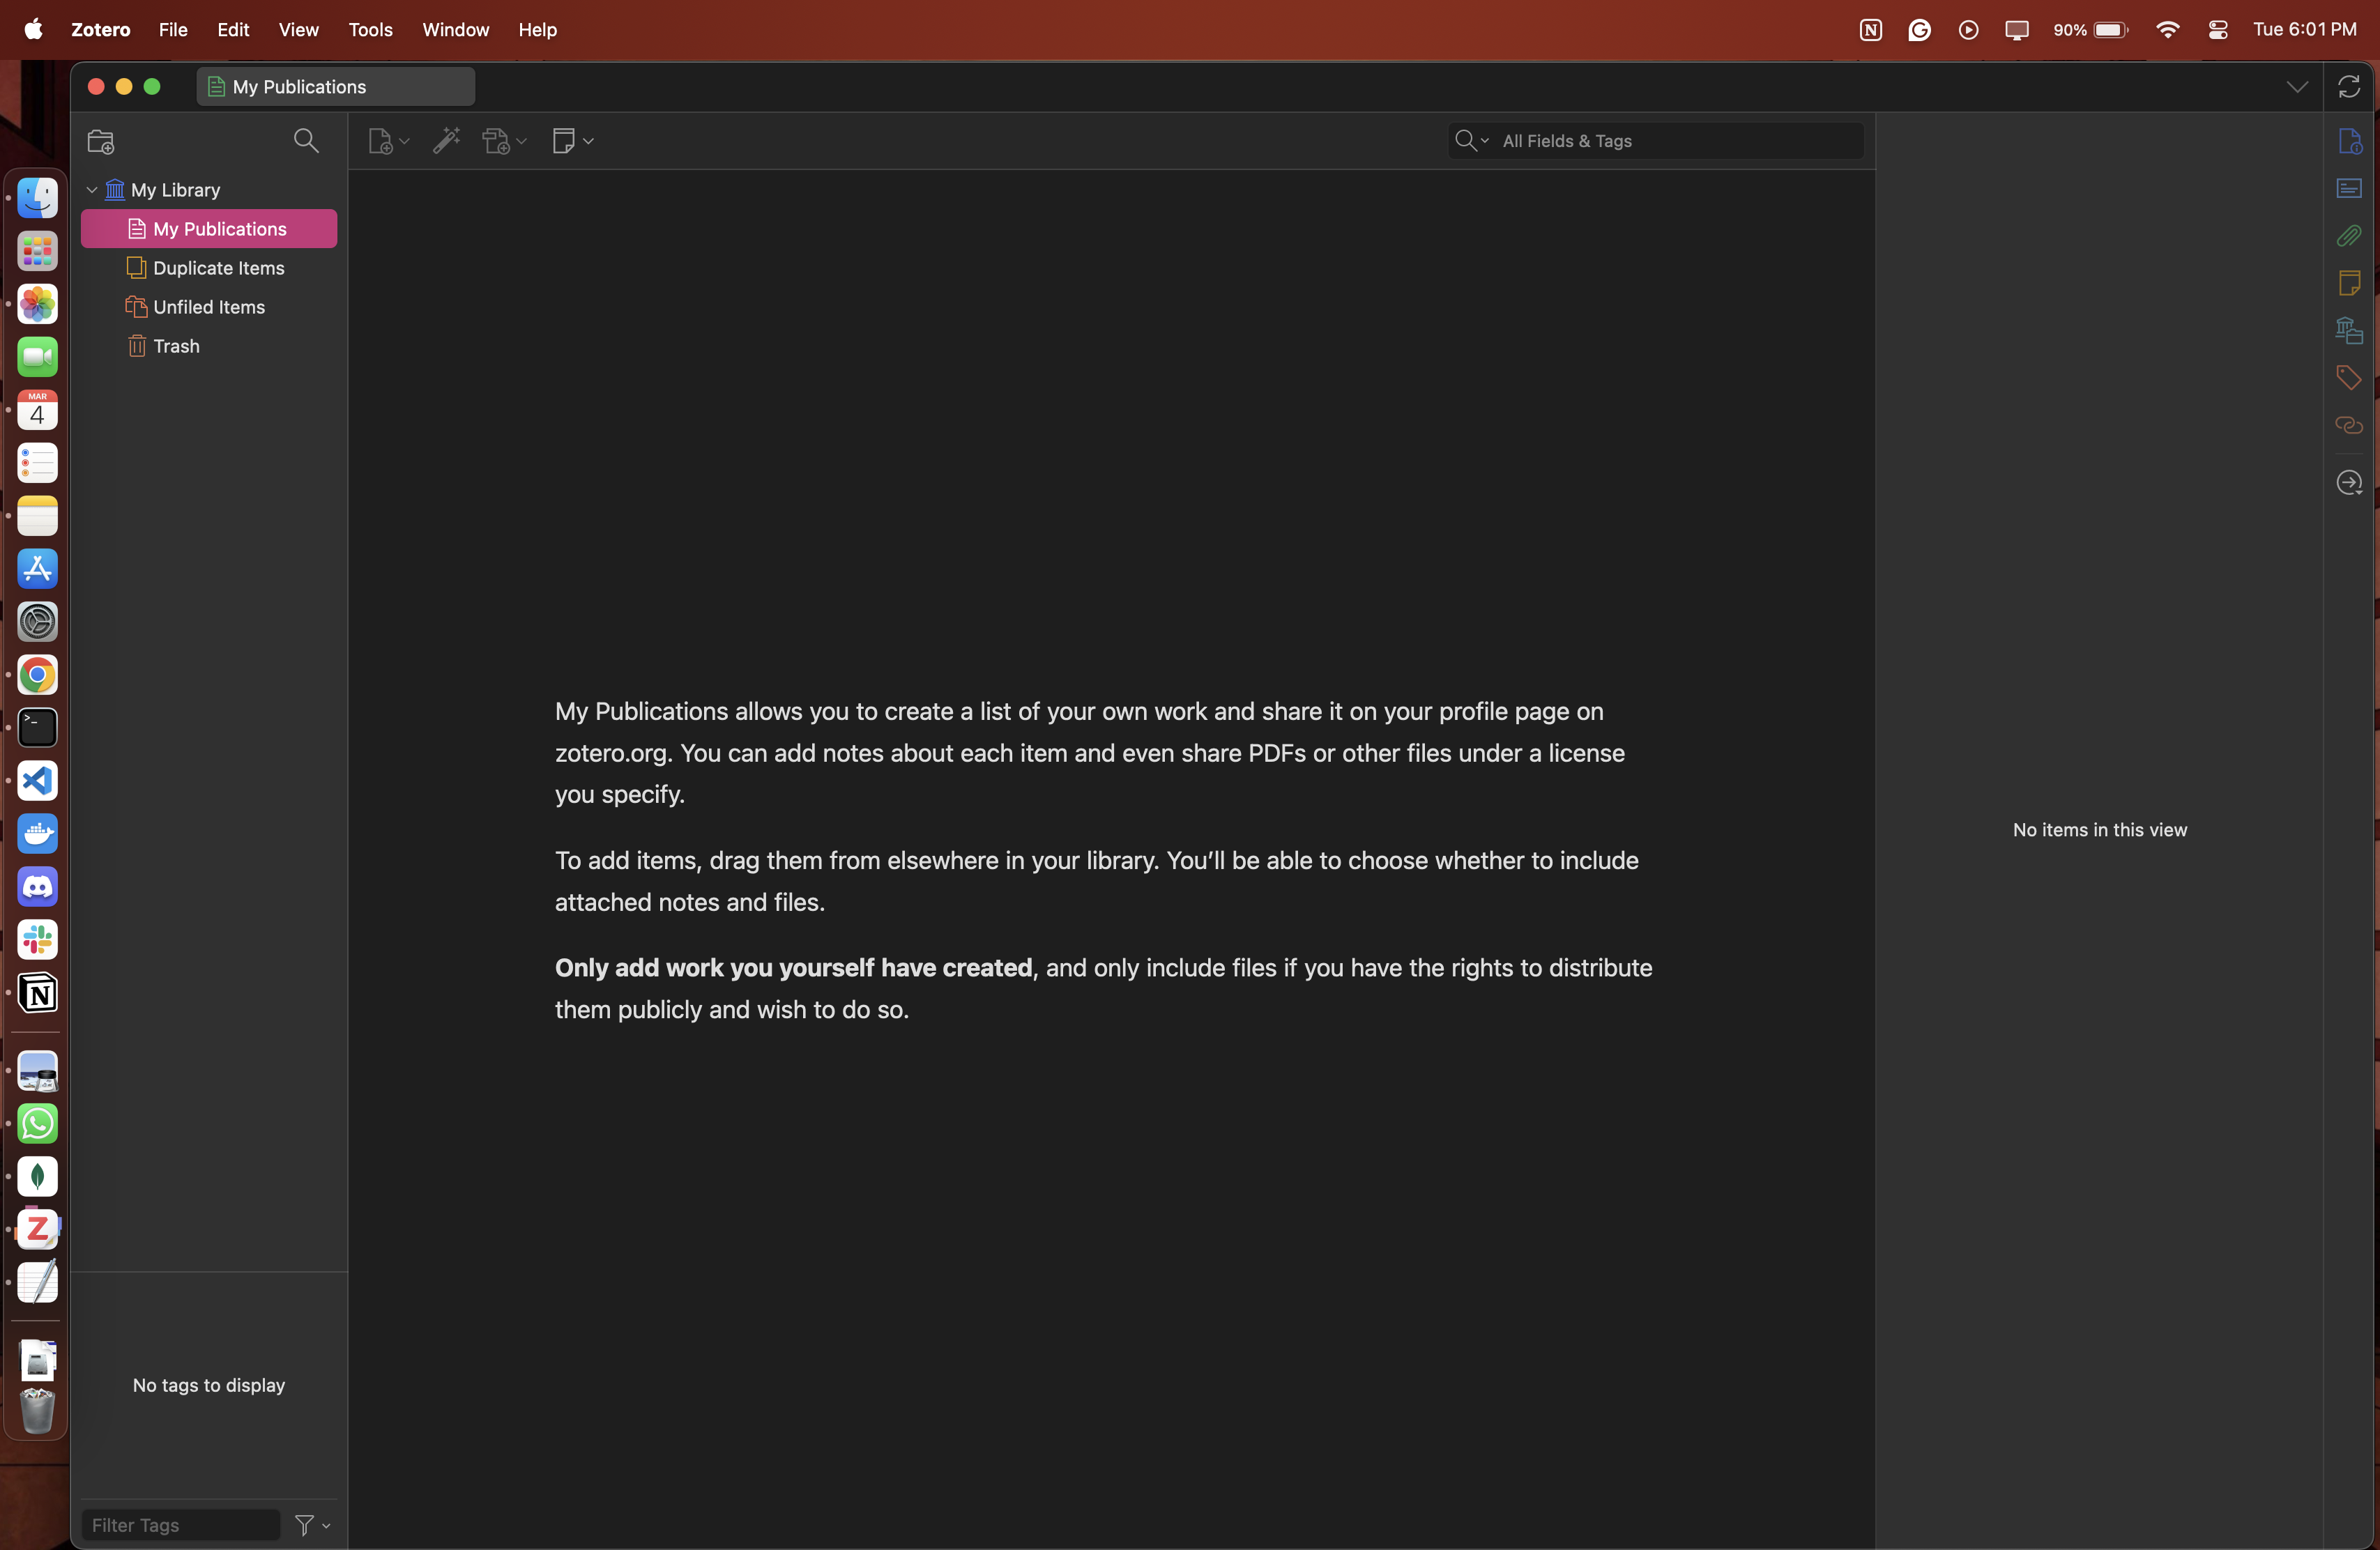 Zotero File Edit View Tools Window Help 90% Tue 6:01 PM
My Publications
All Fields & Tags
My Library
My Publications
Duplicate Items
Unfiled Items
Trash
MAR
4
My Publications allows you to create a list of your own work and share it on your profile page on
zotero.org. You can add notes about each item and even share PDFs or other files under a license
you specify.
To add items, drag them from elsewhere in your library. You’ll be able to choose whether to include
attached notes and files.
Only add work you yourself have created, and only include files if you have the rights to distribute
them publicly and wish to do so.
No items in this view
No tags to display
Filter Tags